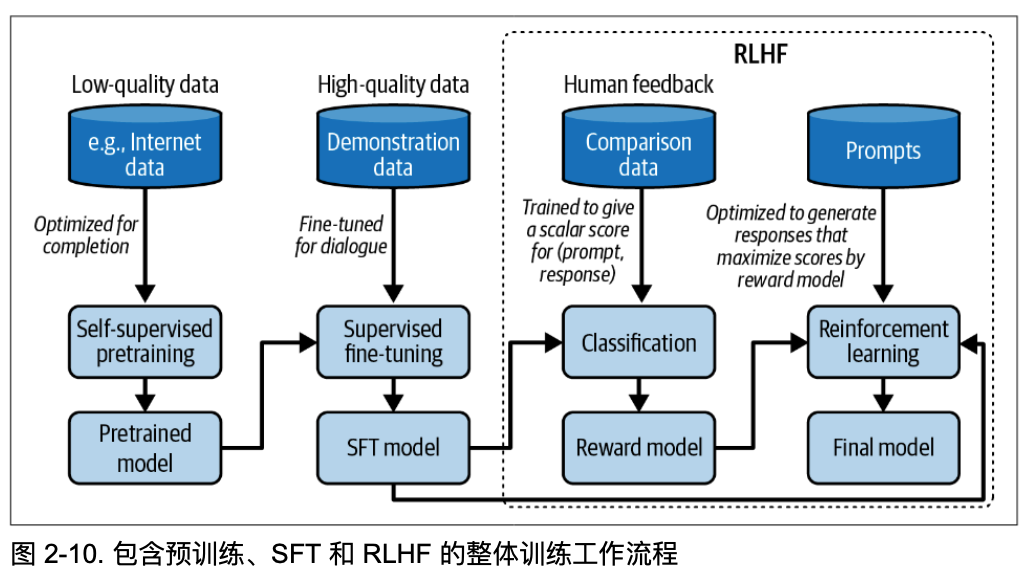 RLHF
Low-quality data
e.g., Internet
data
Optimized for
completion
Self-supervised
pretraining
Pretrained
model
High-quality data
Demonstration
data
Fine-tuned
for dialogue
Supervised
fine-tuning
SFT model
Human feedback
Comparison
data
Trained to give
a scalar score
for (prompt,
response)
Classification
Reward model
Prompts
Optimized to generate
responses that
maximize scores by
reward model
Reinforcement
learning
Final model
图 2-10. 包含预训练、SFT 和 RLHF 的整体训练工作流程